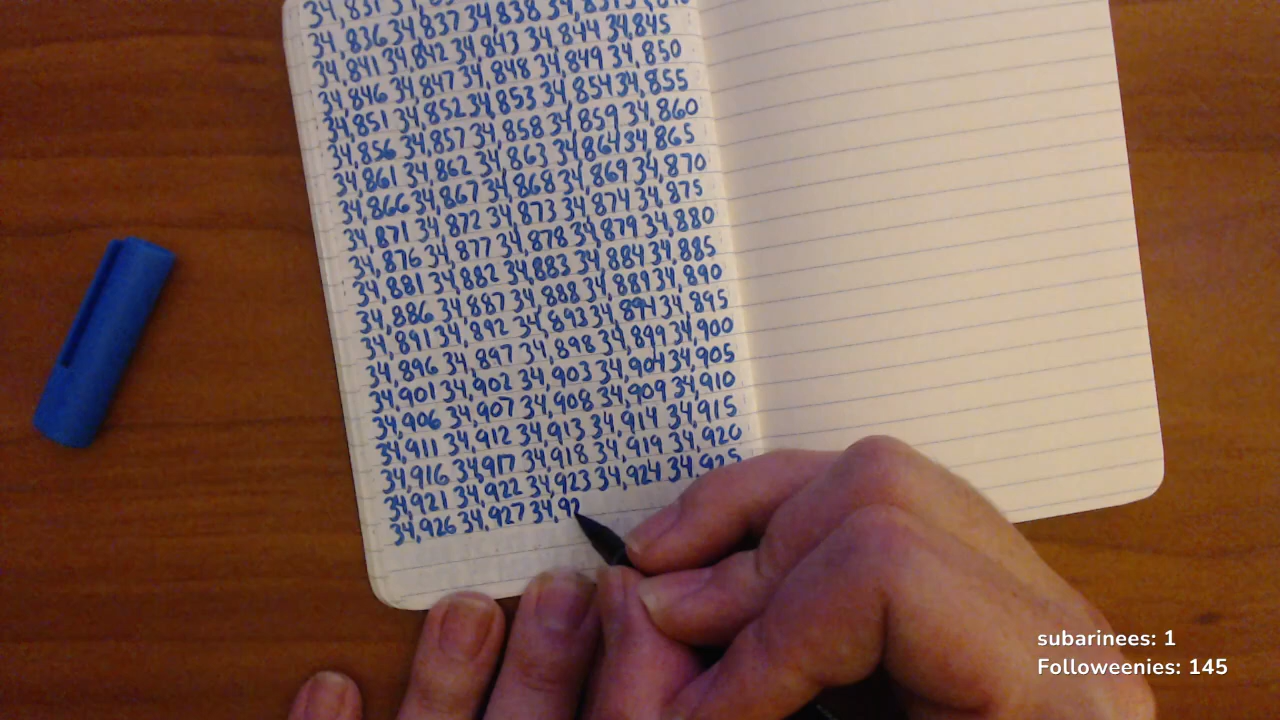 34,831
34,836 34,837 34,838
34,841 34,842 34,843 34,844 34,845
34,846 34,847 34,848 34,849 34,850
34,851 34,852 34,853 34,854 34,855
34,856 34,857 34,858 34,859 34,860
34,861 34,862 34,863 34,864 34,865
34,866 34,867 34,868 34,869 34,870
34,871 34,872 34,873 34,874 34,875
34,876 34,877 34,878 34,879 34,880
34,881 34,882 34,883 34,884 34,885
34,886 34,887 34,888 34,889 34,890
34,891 34,892 34,893 34,894 34,895
34,896 34,897 34,898 34,899 34,900
34,901 34,902 34,903 34,904 34,905
34,906 34,907 34,908 34,909 34,910
34,911 34,912 34,913 34,914 34,915
34,916 34,917 34,918 34,919 34,920
34,921 34,922 34,923 34,924 34,925
34,926 34,927 34,92
subarinees: 1
Followeenies: 145